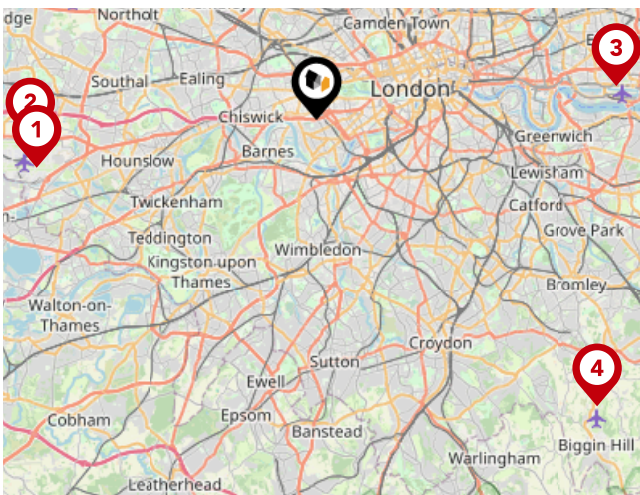 dge
Northolt
Camden Town
E
3
Southall
Ealing
2
London
Chiswick
1
Greenwich
Barnes
Hounslow
Lewisham
Twickenham
Catford
n-
Grove Park
Teddington
Wimbledon
Kingston upon
Thames
Bromley
Walton-on-
Thames
Croydon
Sutton
4
Ewell
Epsom
Cobham
Banstead
Biggin Hill
Warlingham
Leatherhead